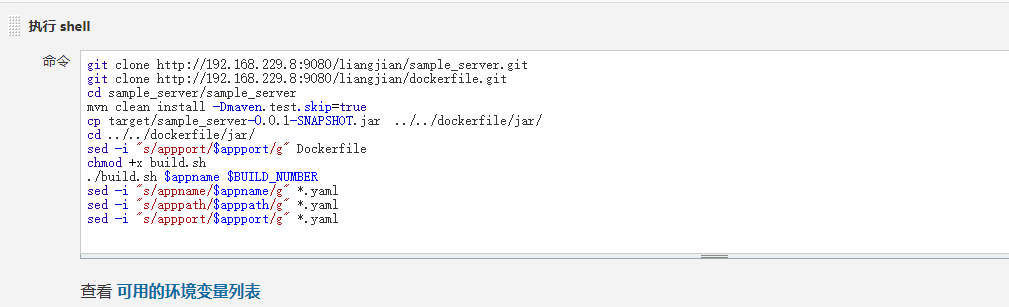 执行 shell
命令
git clone http://192.168.229.8:9080/liangjian/sample_server.git
git clone http://192.168.229.8:9080/liangjian/dockerfile.git
cd sample_server/sample_server
mvn clean install -Dmaven.test.skip=true
cp target/sample_server-0.0.1-SNAPSHOT.jar  ../../dockerfile/jar/
cd ../../dockerfile/jar/
sed -i "s/appport/$appport/g" Dockerfile
chmod +x build.sh
./build.sh $appname $BUILD_NUMBER
sed -i "s/appname/$appname/g" *.yaml
sed -i "s/apppath/$apppath/g" *.yaml
sed -i "s/appport/$appport/g" *.yaml
查看 可用的环境变量列表